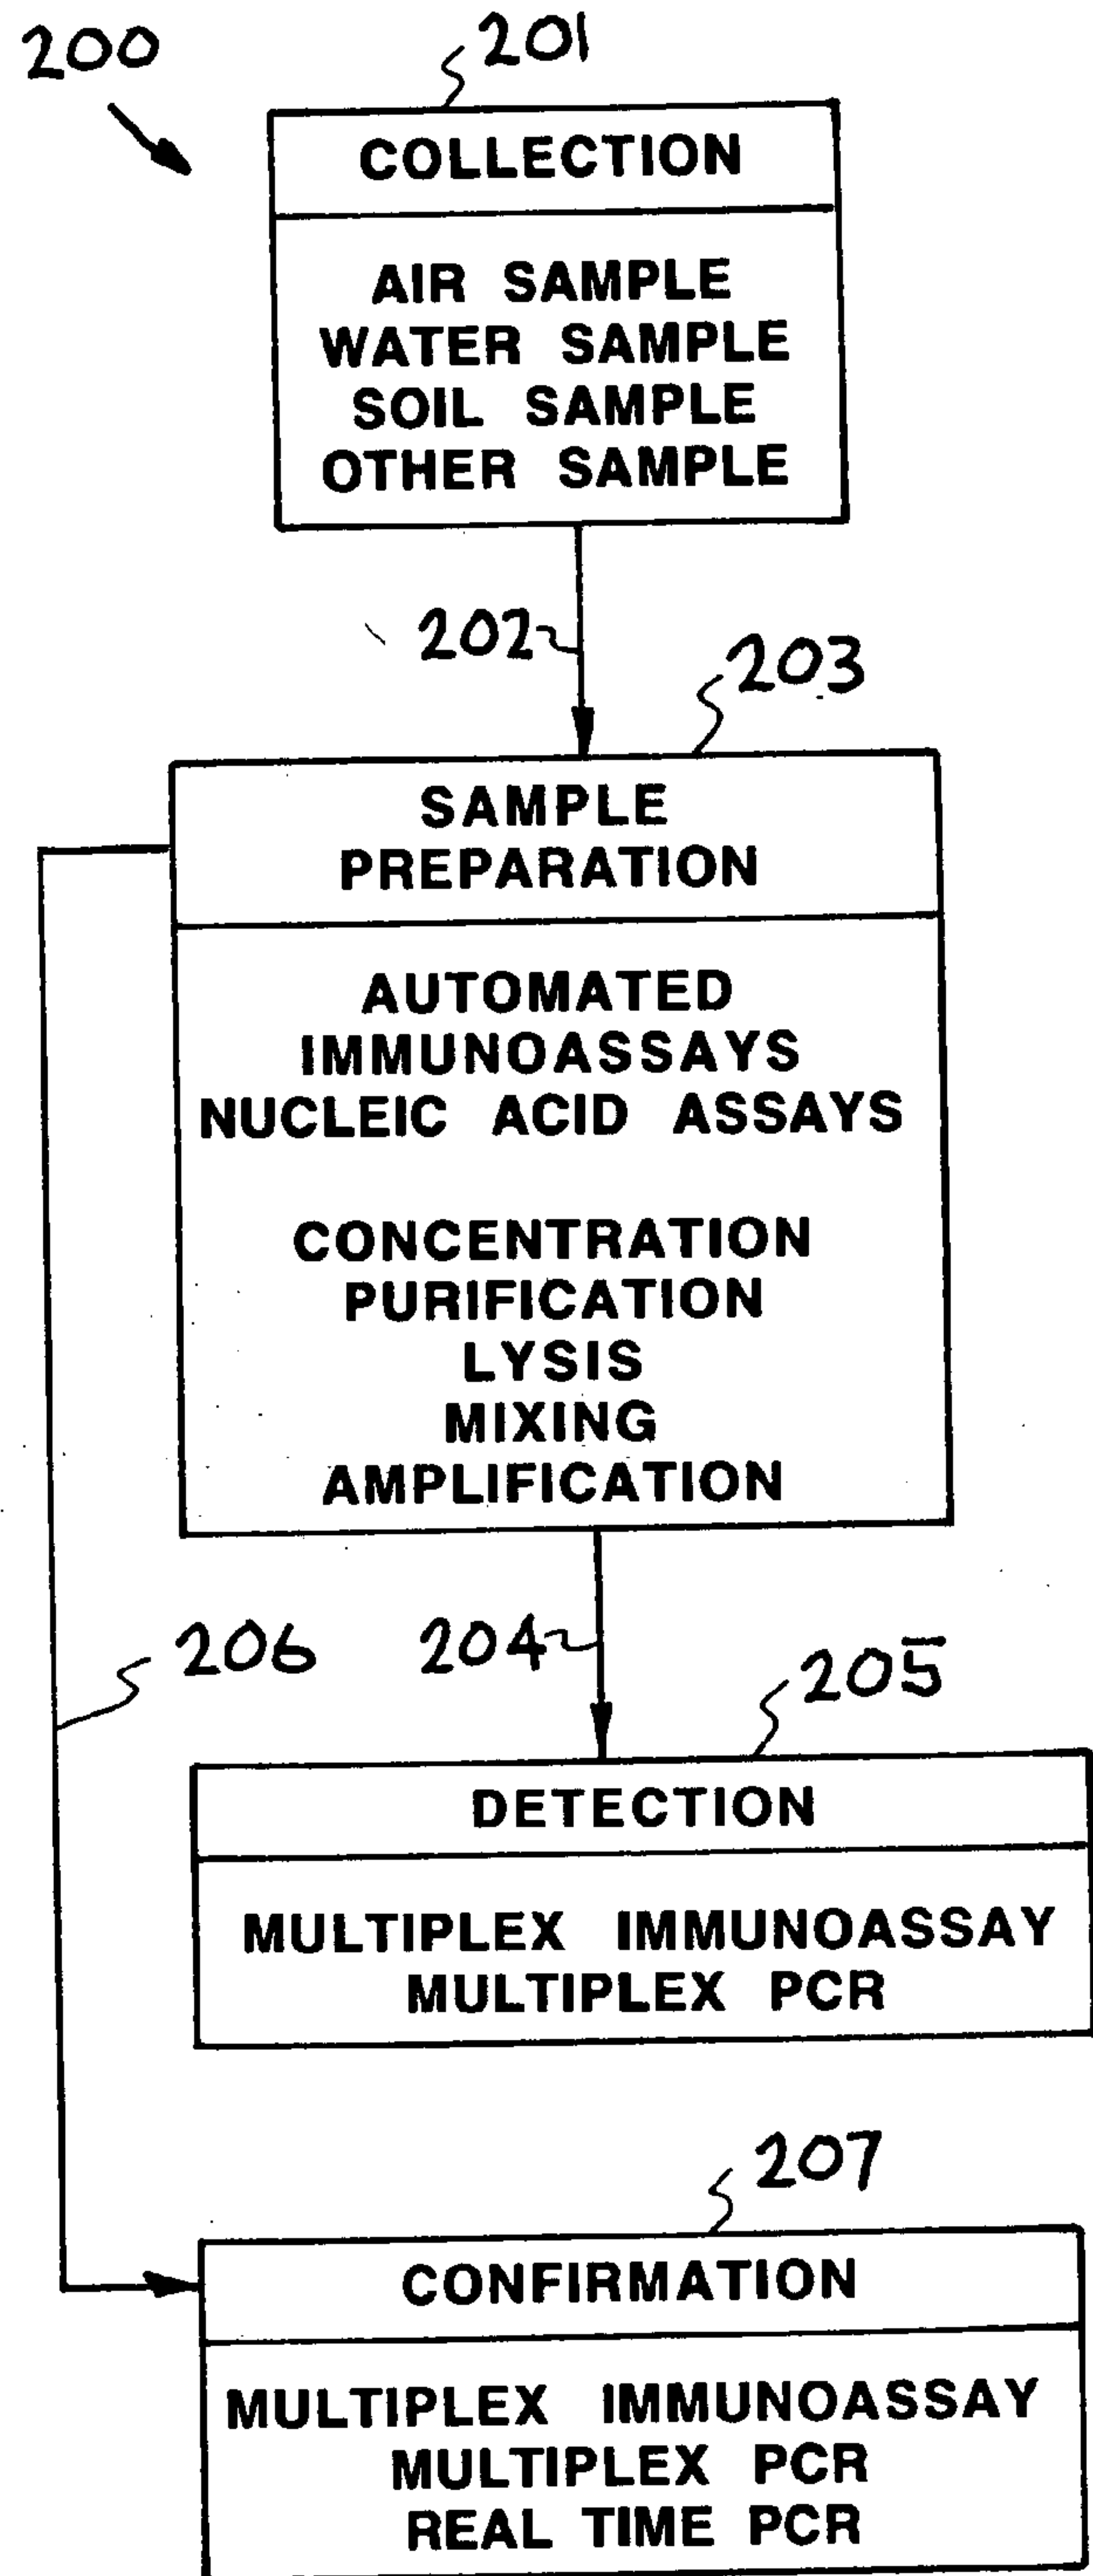 200
201
COLLECTION
AIR SAMPLE
WATER SAMPLE
SOIL SAMPLE
OTHER SAMPLE
202
203
SAMPLE
PREPARATION
AUTOMATED
IMMUNOASSAYS
NUCLEIC ACID ASSAYS
CONCENTRATION
PURIFICATION
LYSIS
MIXING
AMPLIFICATION
206
204
205
DETECTION
MULTIPLEX IMMUNOASSAY
MULTIPLEX PCR
207
CONFIRMATION
MULTIPLEX IMMUNOASSAY
MULTIPLEX PCR
REAL TIME PCR